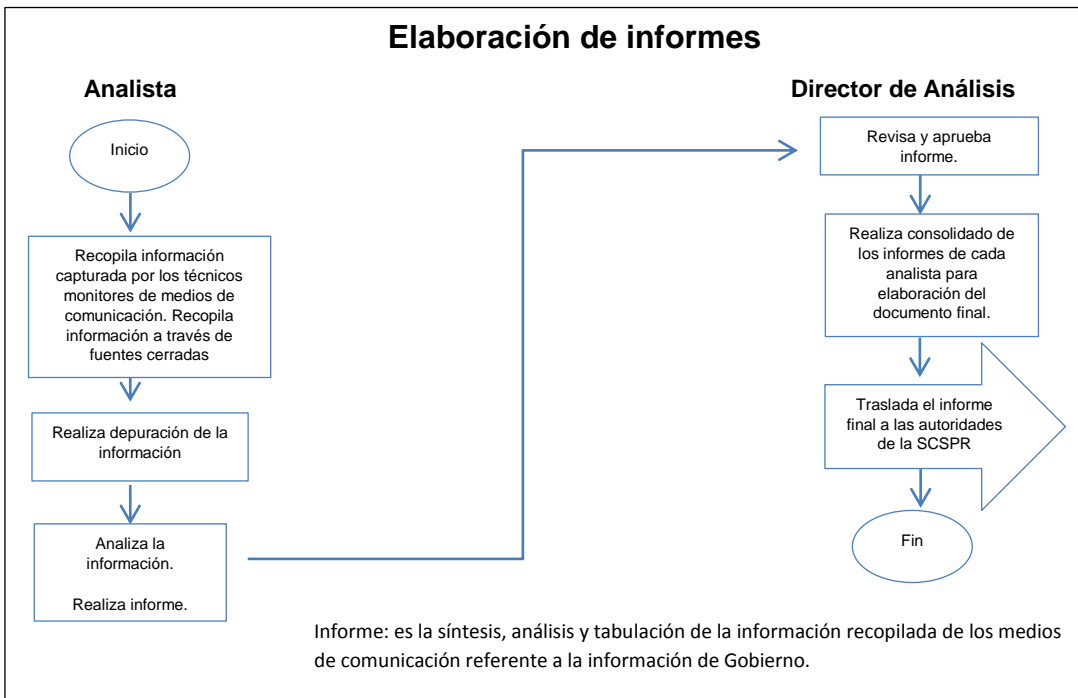 Elaboración de informes
Analista
Inicio
Recopila información
capturada por los técnicos
monitores de medios de
comunicación. Recopila
información a través de
fuentes cerradas
Realiza depuración de la
información
Analiza la
información.
Realiza informe.
Director de Análisis
Revisa y aprueba
informe.
Realiza consolidado de
los informes de cada
analista para
elaboración del
documento final.
Traslada el informe
final a las autoridades
de la SCSPR
Fin
Informe: es la síntesis, análisis y tabulación de la información recopilada de los medios
de comunicación referente a la información de Gobierno.